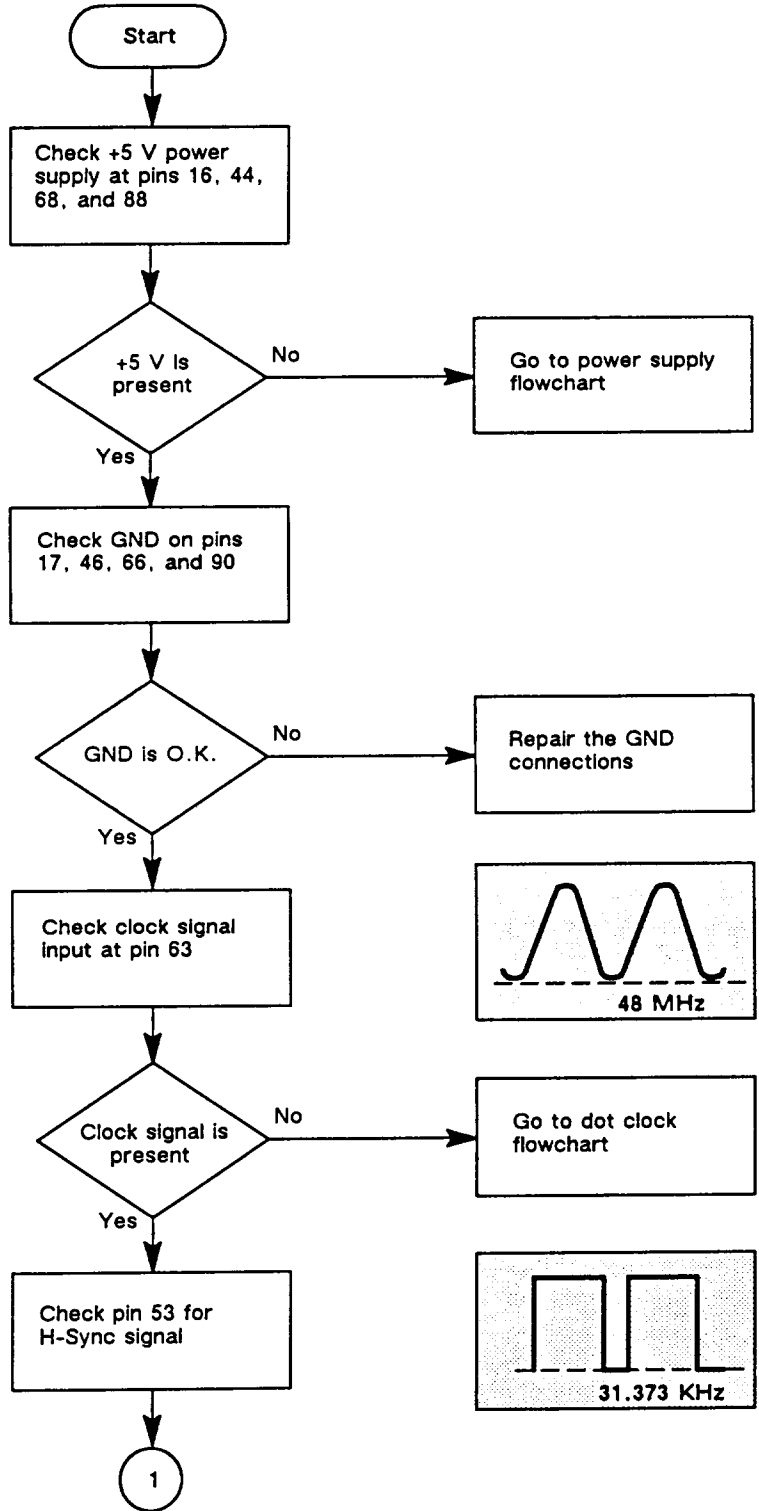 Start
Check +5 V power
supply at pins 16, 44,
68, and 88
+5 V is
present
No
Go to power supply
flowchart
Yes
Check GND on pins
17, 46, 66, and 90
GND is O.K.
No
Repair the GND
connections
Yes
Check clock signal
input at pin 63
48 MHz
Clock signal is
present
No
Go to dot clock
flowchart
Yes
Check pin 53 for
H-Sync signal
31.373 KHz
1